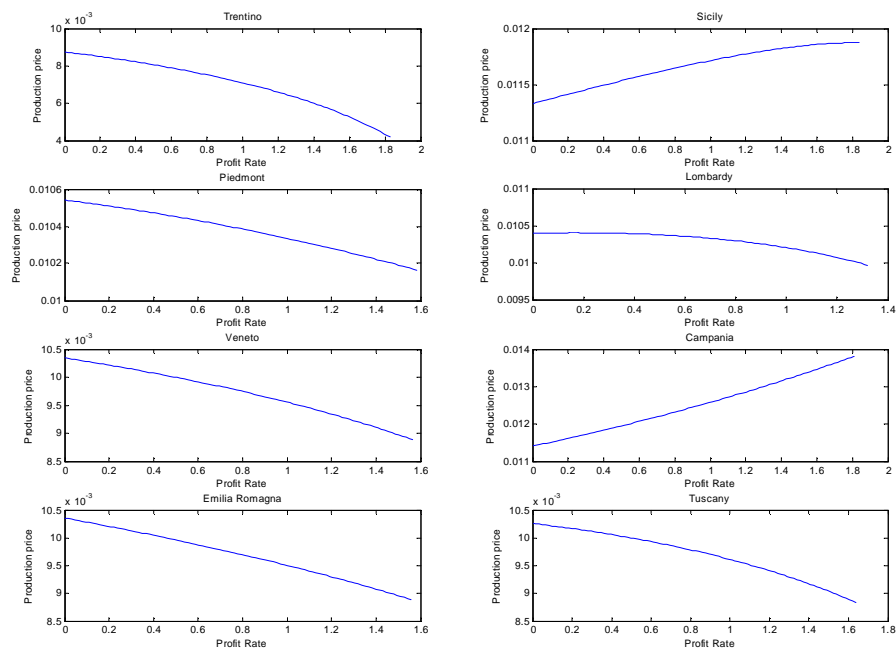 Trentino
x 10^-3
10
8
6
4
Production price
0 0.2 0.4 0.6 0.8 1 1.2 1.4 1.6 1.8 2
Profit Rate
Sicily
0.012
0.0115
0.011
Production price
0 0.2 0.4 0.6 0.8 1 1.2 1.4 1.6 1.8 2
Profit Rate
Piedmont
0.0106
0.0104
0.0102
0.01
Production price
0 0.2 0.4 0.6 0.8 1 1.2 1.4 1.6
Profit Rate
Lombardy
0.011
0.0105
0.01
0.0095
Production price
0 0.2 0.4 0.6 0.8 1 1.2 1.4
Profit Rate
Veneto
x 10^-3
10.5
10
9.5
9
8.5
Production price
0 0.2 0.4 0.6 0.8 1 1.2 1.4 1.6
Profit Rate
Campania
0.014
0.013
0.012
0.011
Production price
0 0.2 0.4 0.6 0.8 1 1.2 1.4 1.6 1.8 2
Profit Rate
Emilia Romagna
x 10^-3
10.5
10
9.5
9
8.5
Production price
0 0.2 0.4 0.6 0.8 1 1.2 1.4 1.6
Profit Rate
Tuscany
x 10^-3
10.5
10
9.5
9
8.5
Production price
0 0.2 0.4 0.6 0.8 1 1.2 1.4 1.6 1.8
Profit Rate